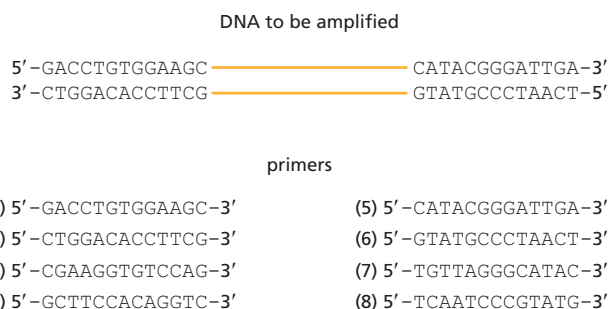 DNA to be amplified
5′–GACCTGTGGAAGC CATACGGGATTGA–3′
3′–CTGGACACCTTCG GTATGCCCTAACT–5′
primers
) 5′–GACCTGTGGAAGC–3′ (5) 5′–CATACGGGATTGA–3′
) 5′–CTGGACACCTTCG–3′ (6) 5′–GTATGCCCTAACT–3′
) 5′–CGAAGGTGTCCAG–3′ (7) 5′–TGTTAGGGCATAC–3′
) 5′–GCTTCCACAGGTC–3′ (8) 5′–TCAATCCCGTATG–3′